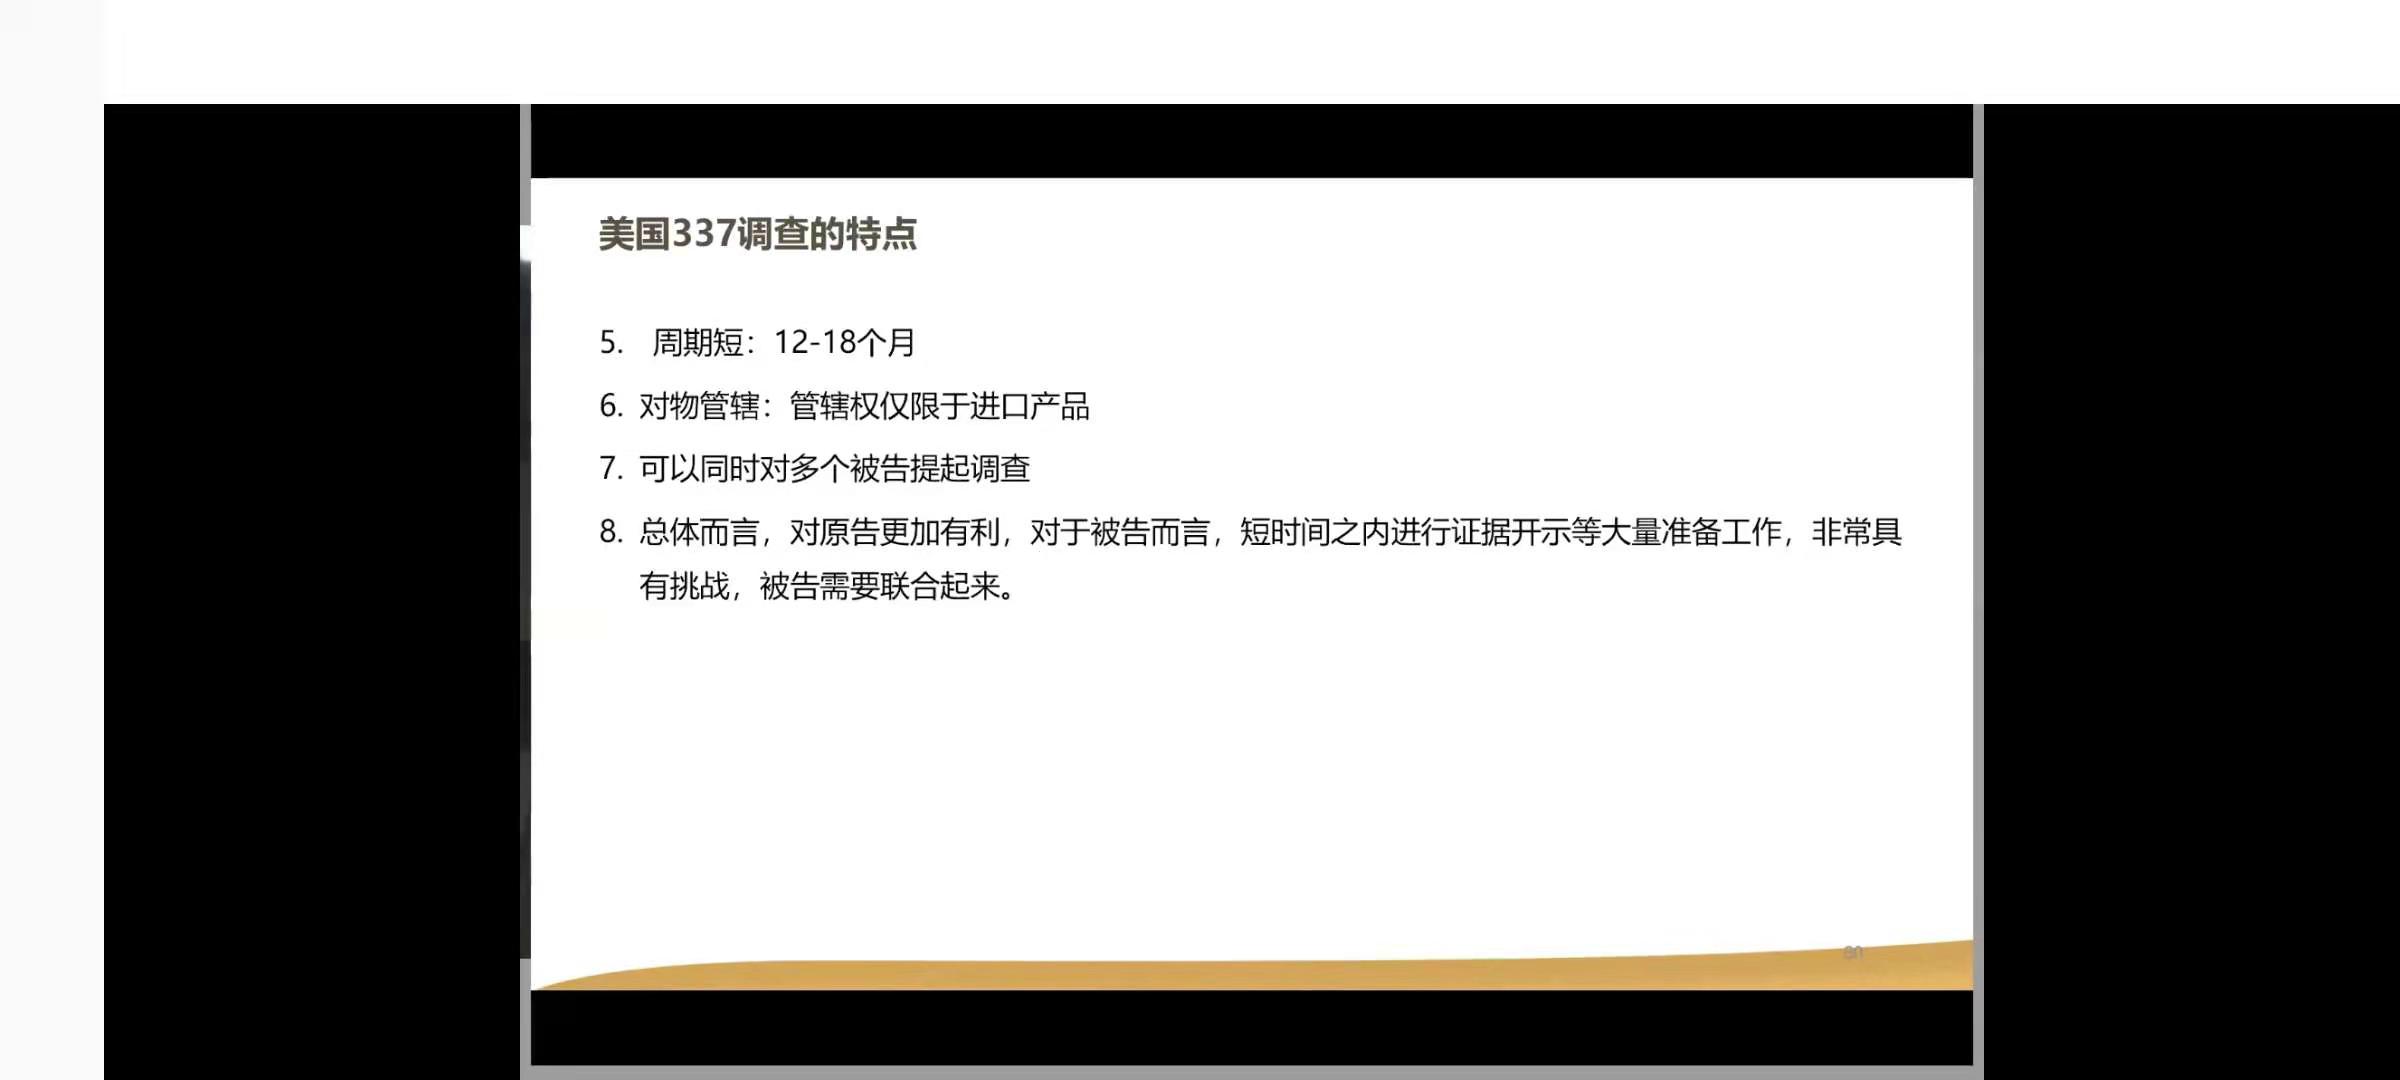 美国337调查的特点
5. 周期短：12-18个月
6. 对物管辖：管辖权仅限于进口产品
7. 可以同时对多个被告提起调查
8. 总体而言，对原告更加有利，对于被告而言，短时间之内进行证据开示等大量准备工作，非常具
有挑战，被告需要联合起来。